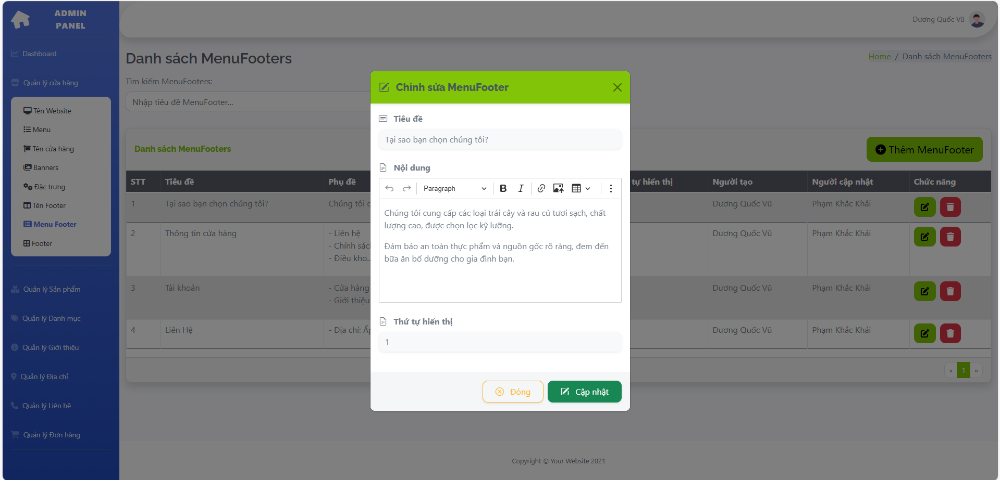 ADMIN
PANEL
Dương Quốc Vũ
Dashboard
Quản lý cửa hàng
Tên Website
Menu
Tên cửa hàng
Banners
Đặc trưng
Tên Footer
Menu Footer
Footer
Quản lý Sản phẩm
Quản lý Danh mục
Quản lý Giới thiệu
Quản lý Địa chỉ
Quản lý Liên hệ
Quản lý Đơn hàng
Danh sách MenuFooters
Home / Danh sách MenuFooters
Tìm kiếm MenuFooters:
Nhập tiêu đề MenuFooter...
Danh sách MenuFooters
Thêm MenuFooter
STT Tiêu đề Phụ đề tự hiển thị Người tạo Người cập nhật Chức năng
1 Tại sao bạn chọn chúng tôi? Chúng tôi Dương Quốc Vũ Phạm Khắc Khải
2 Thông tin cửa hàng - Liên hệ Dương Quốc Vũ Phạm Khắc Khải
- Chính sác
- Điều kho..
3 Tài khoản - Cửa hàng Dương Quốc Vũ Phạm Khắc Khải
- Giới thiệu
4 Liên Hệ - Địa chỉ: Ấp Dương Quốc Vũ Phạm Khắc Khải
« 1 »
Chỉnh sửa MenuFooter
Tiêu đề
Tại sao bạn chọn chúng tôi?
Nội dung
Paragraph B I
Chúng tôi cung cấp các loại trái cây và rau củ tươi sạch, chất
lượng cao, được chọn lọc kỹ lưỡng.
Đảm bảo an toàn thực phẩm và nguồn gốc rõ ràng, đem đến
bữa ăn bổ dưỡng cho gia đình bạn.
Thứ tự hiển thị
1
Đóng
Cập nhật
Copyright © Your Website 2021